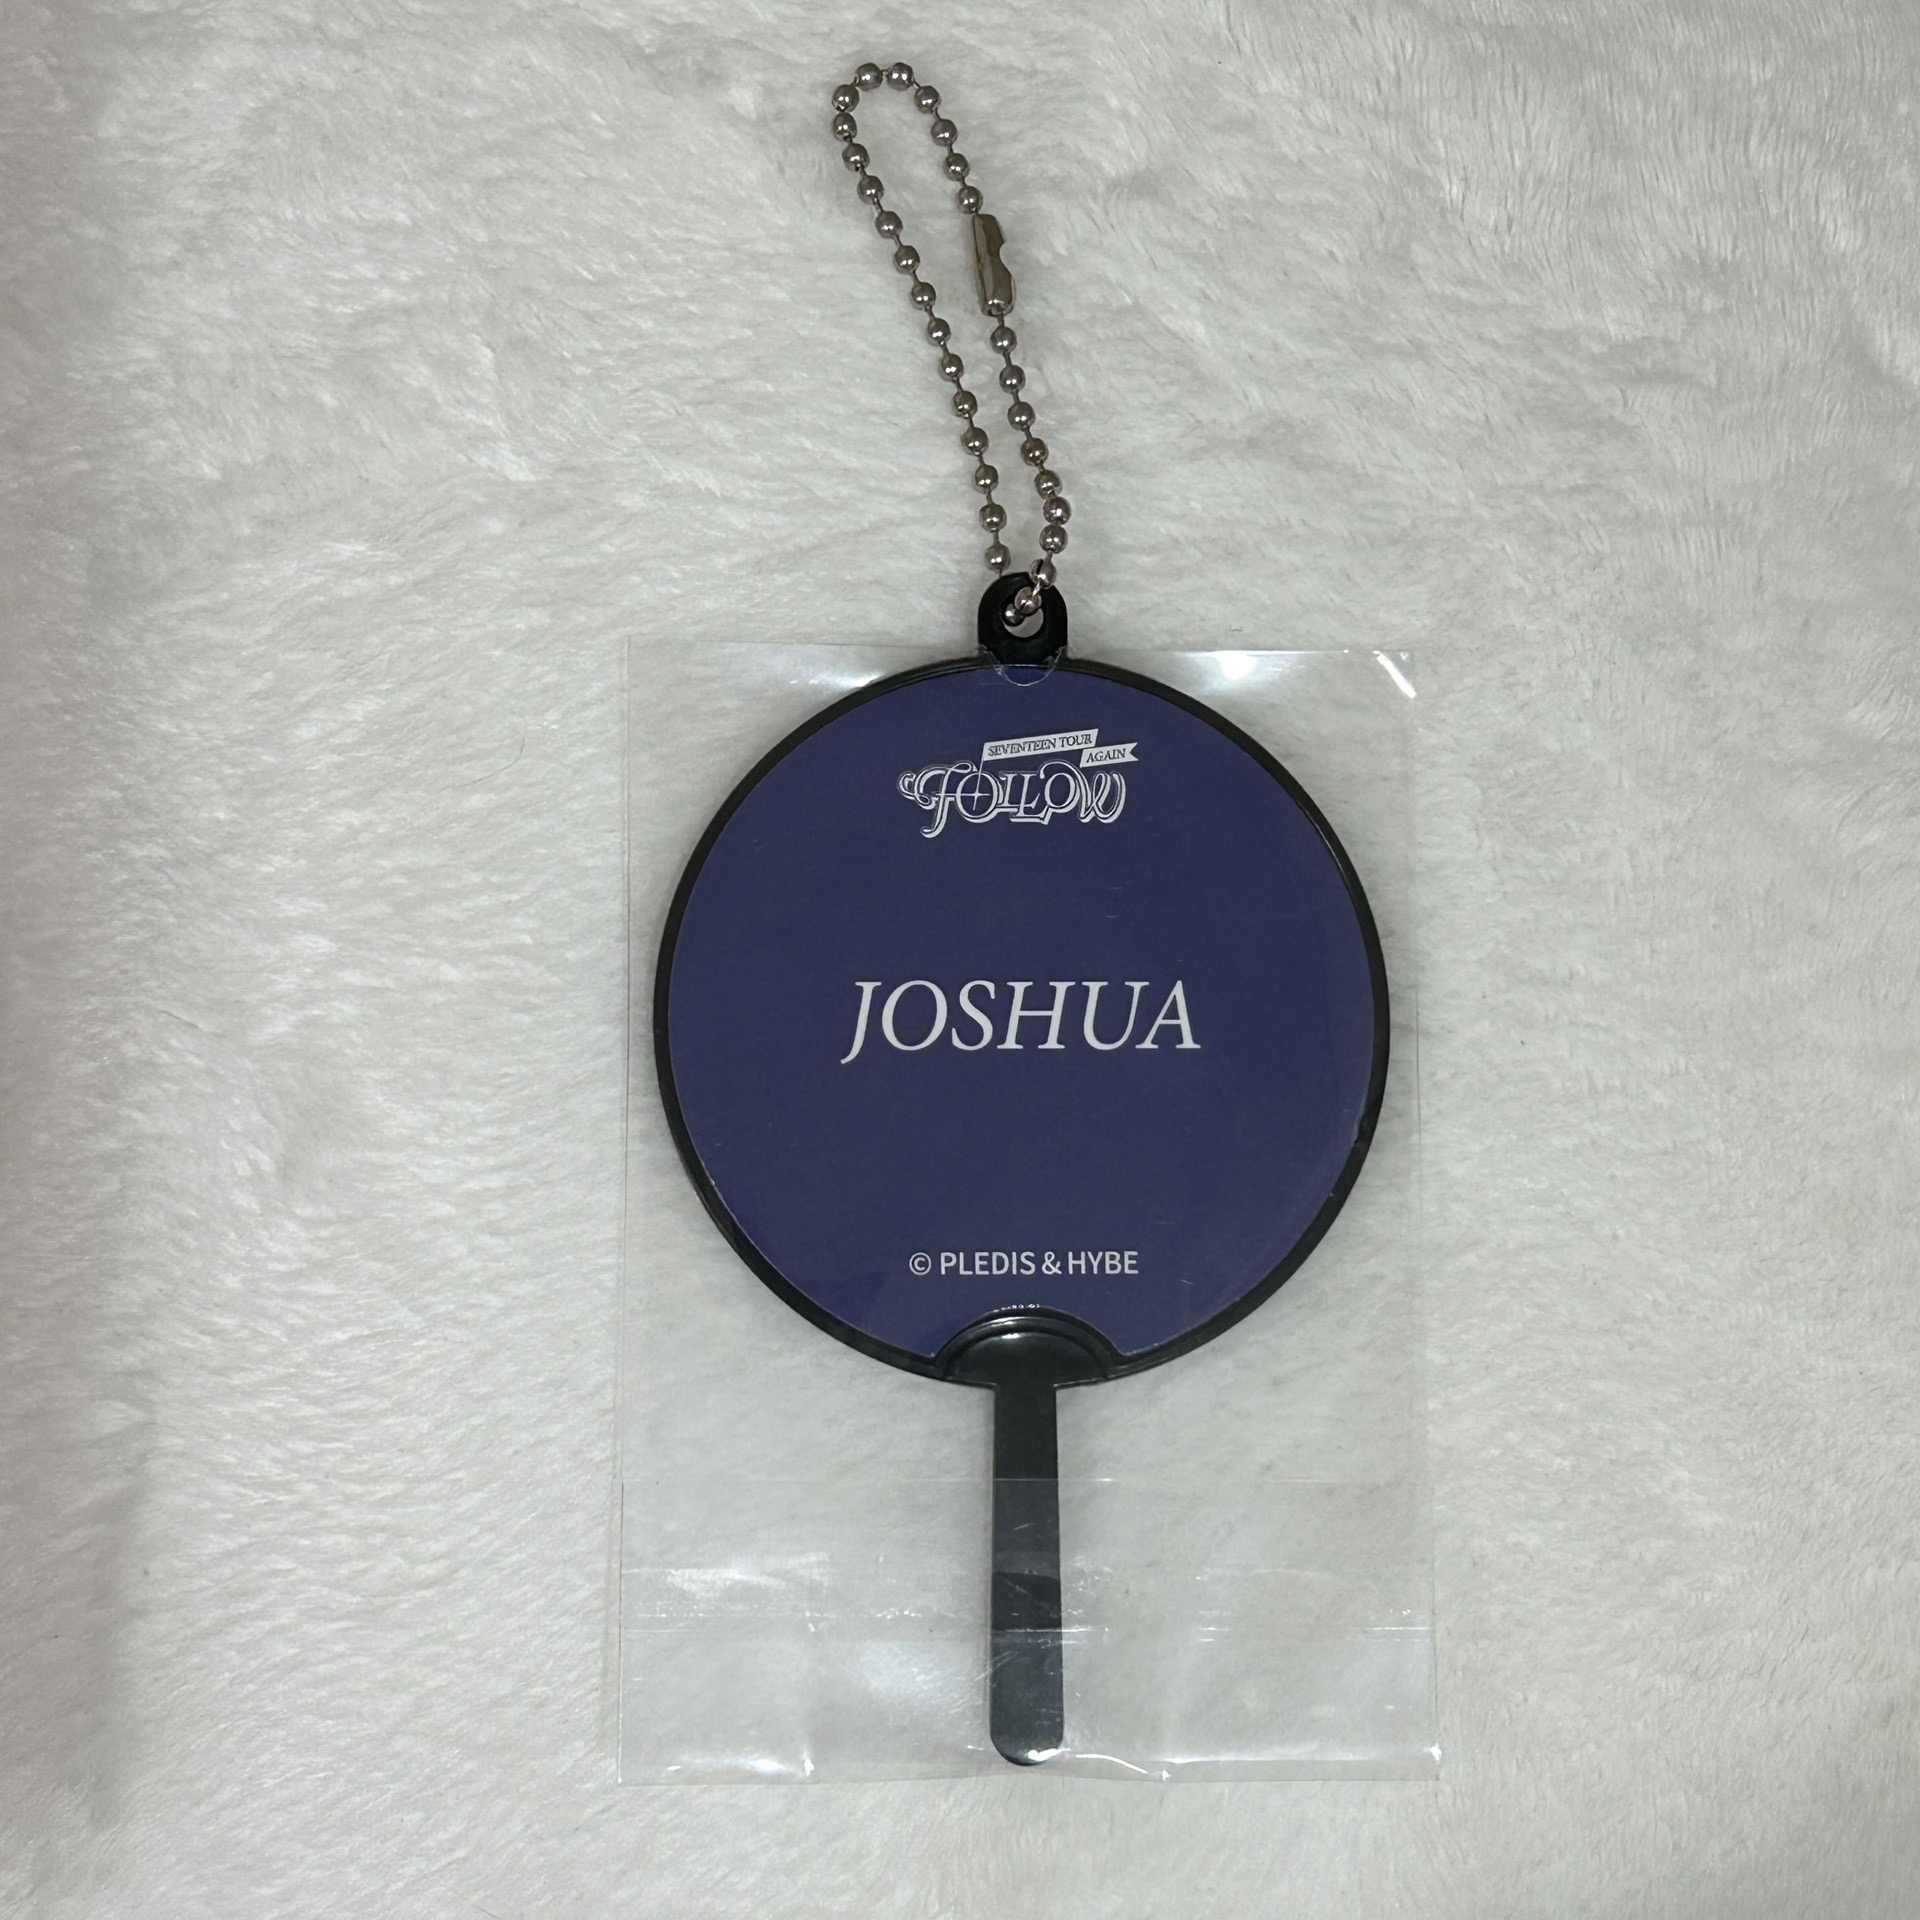 SEVENTEEN TOUR
AGAIN
FOLLOW
JOSHUA
© PLEDIS & HYBE